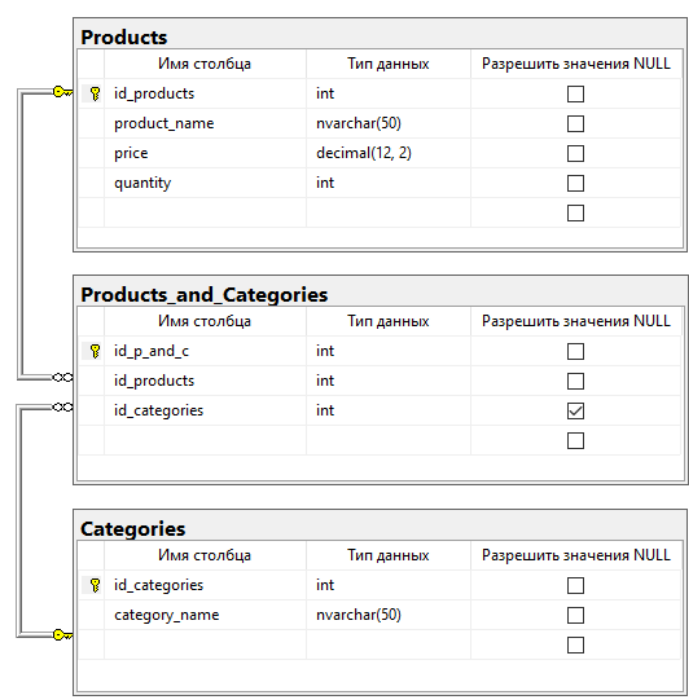 Products
Имя столбца Тип данных Разрешить значения NULL
id_products int
product_name nvarchar(50)
price decimal(12, 2)
quantity int
Products_and_Categories
Имя столбца Тип данных Разрешить значения NULL
id_p_and_c int
id_products int
id_categories int
Categories
Имя столбца Тип данных Разрешить значения NULL
id_categories int
category_name nvarchar(50)